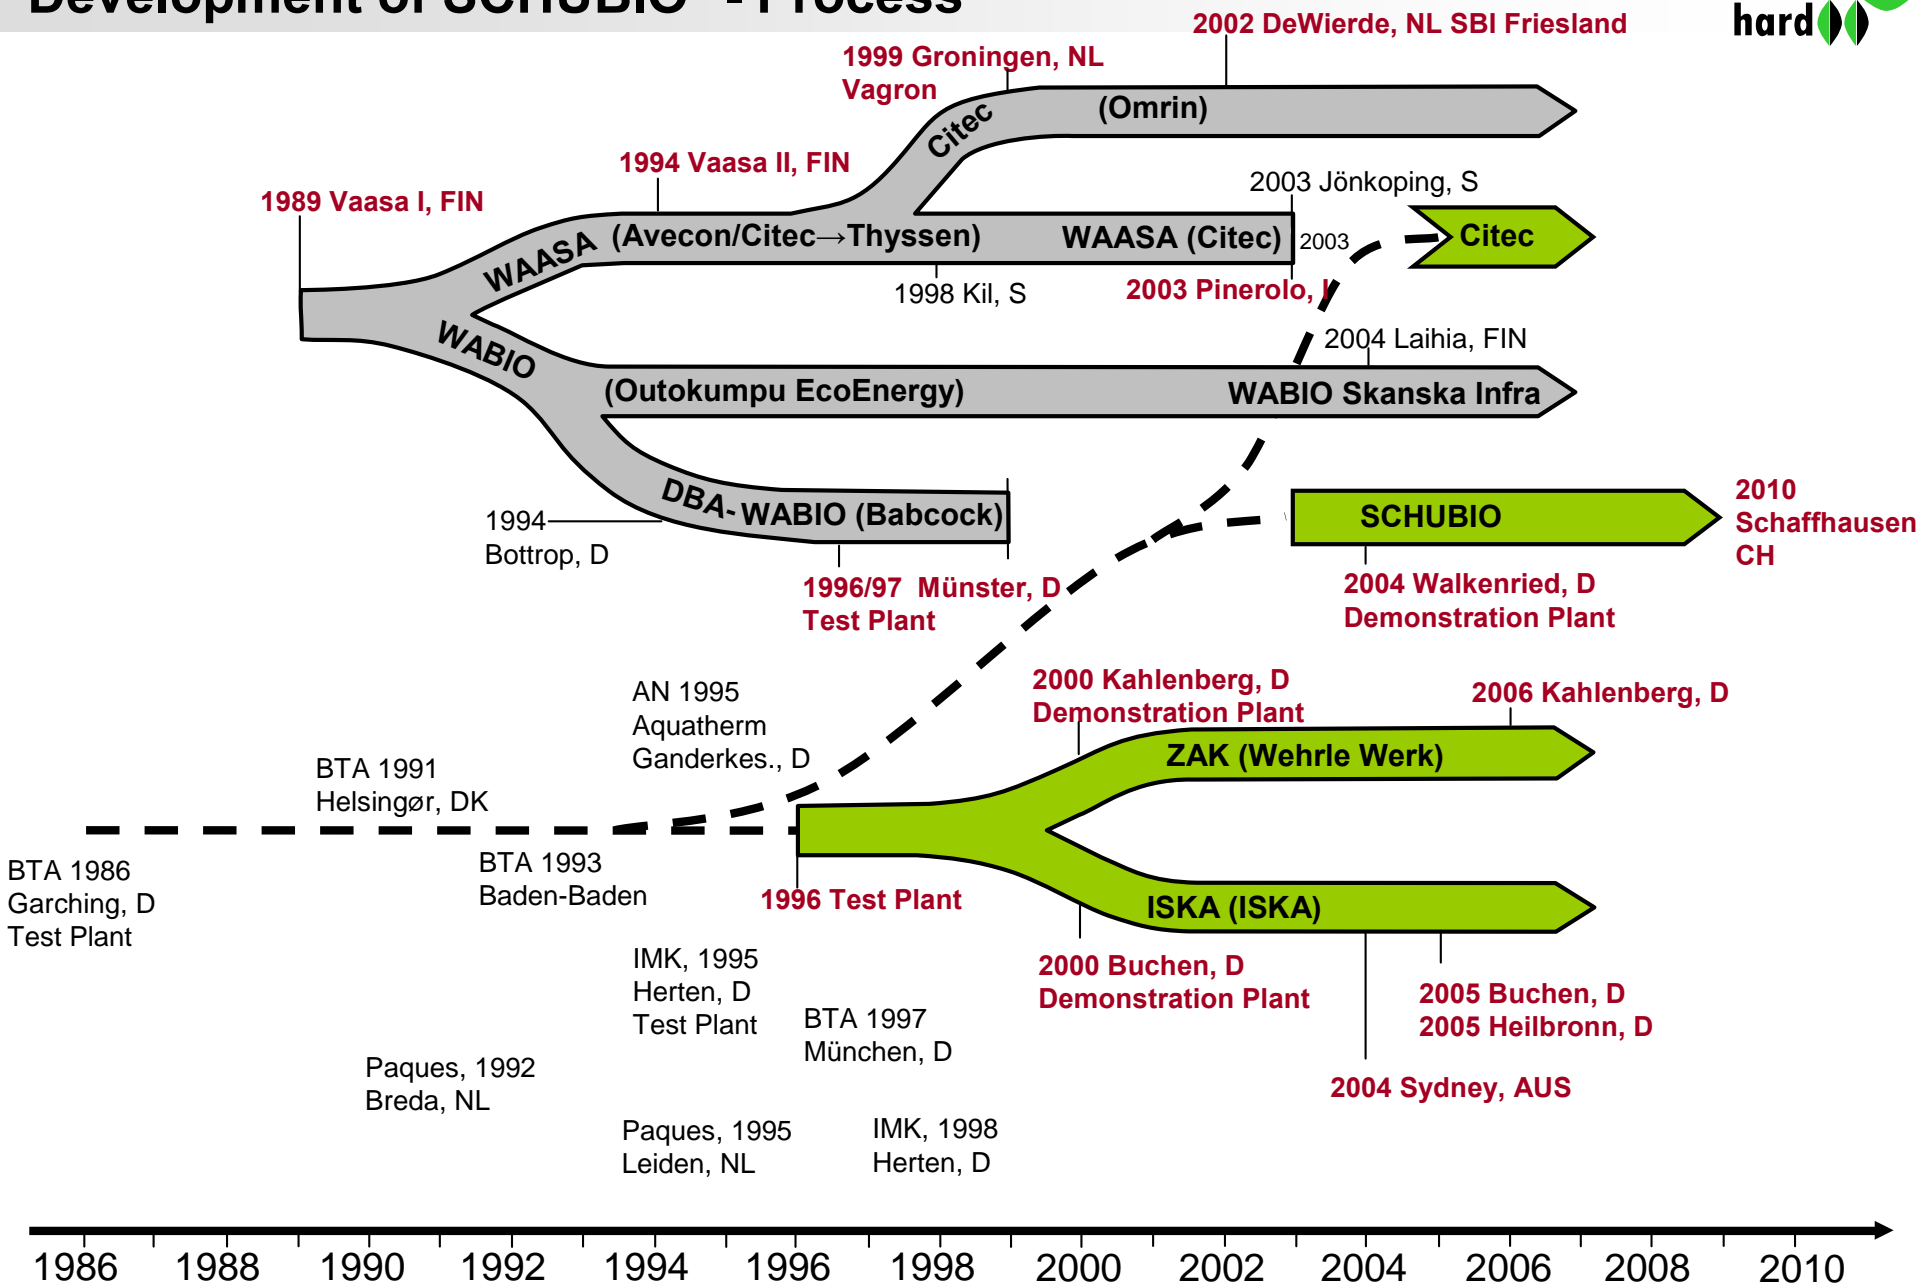 Development of SCHUBIO - Process
hard
2002 DeWierde, NL SBI Friesland
1999 Groningen, NL
Vagron
Citec
(Omrin)
1994 Vaasa II, FIN
2003 Jönkoping, S
1989 Vaasa I, FIN
WAASA
(Avecon/Citec→Thyssen)
WAASA (Citec)
2003
Citec
1998 Kil, S
2003 Pinerolo, I
WABIO
2004 Laihia, FIN
(Outokumpu EcoEnergy)
WABIO Skanska Infra
DBA-WABIO (Babcock)
1994
Bottrop, D
SCHUBIO
2010
Schaffhausen
CH
1996/97 Münster, D
Test Plant
2004 Walkenried, D
Demonstration Plant
AN 1995
Aquatherm
Ganderkes., D
2000 Kahlenberg, D
Demonstration Plant
2006 Kahlenberg, D
ZAK (Wehrle Werk)
BTA 1991
Helsingør, DK
BTA 1986
Garching, D
Test Plant
BTA 1993
Baden-Baden
1996 Test Plant
ISKA (ISKA)
IMK, 1995
Herten, D
Test Plant
2000 Buchen, D
Demonstration Plant
2005 Buchen, D
2005 Heilbronn, D
BTA 1997
München, D
Paques, 1992
Breda, NL
2004 Sydney, AUS
Paques, 1995
Leiden, NL
IMK, 1998
Herten, D
1986 1988 1990 1992 1994 1996 1998 2000 2002 2004 2006 2008 2010